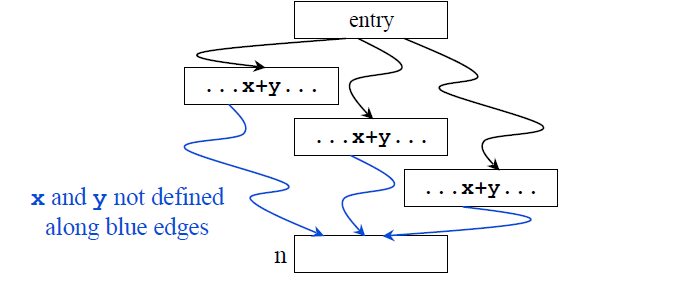 entry
...x+y...
...x+y...
...x+y...
x and y not defined
along blue edges
n